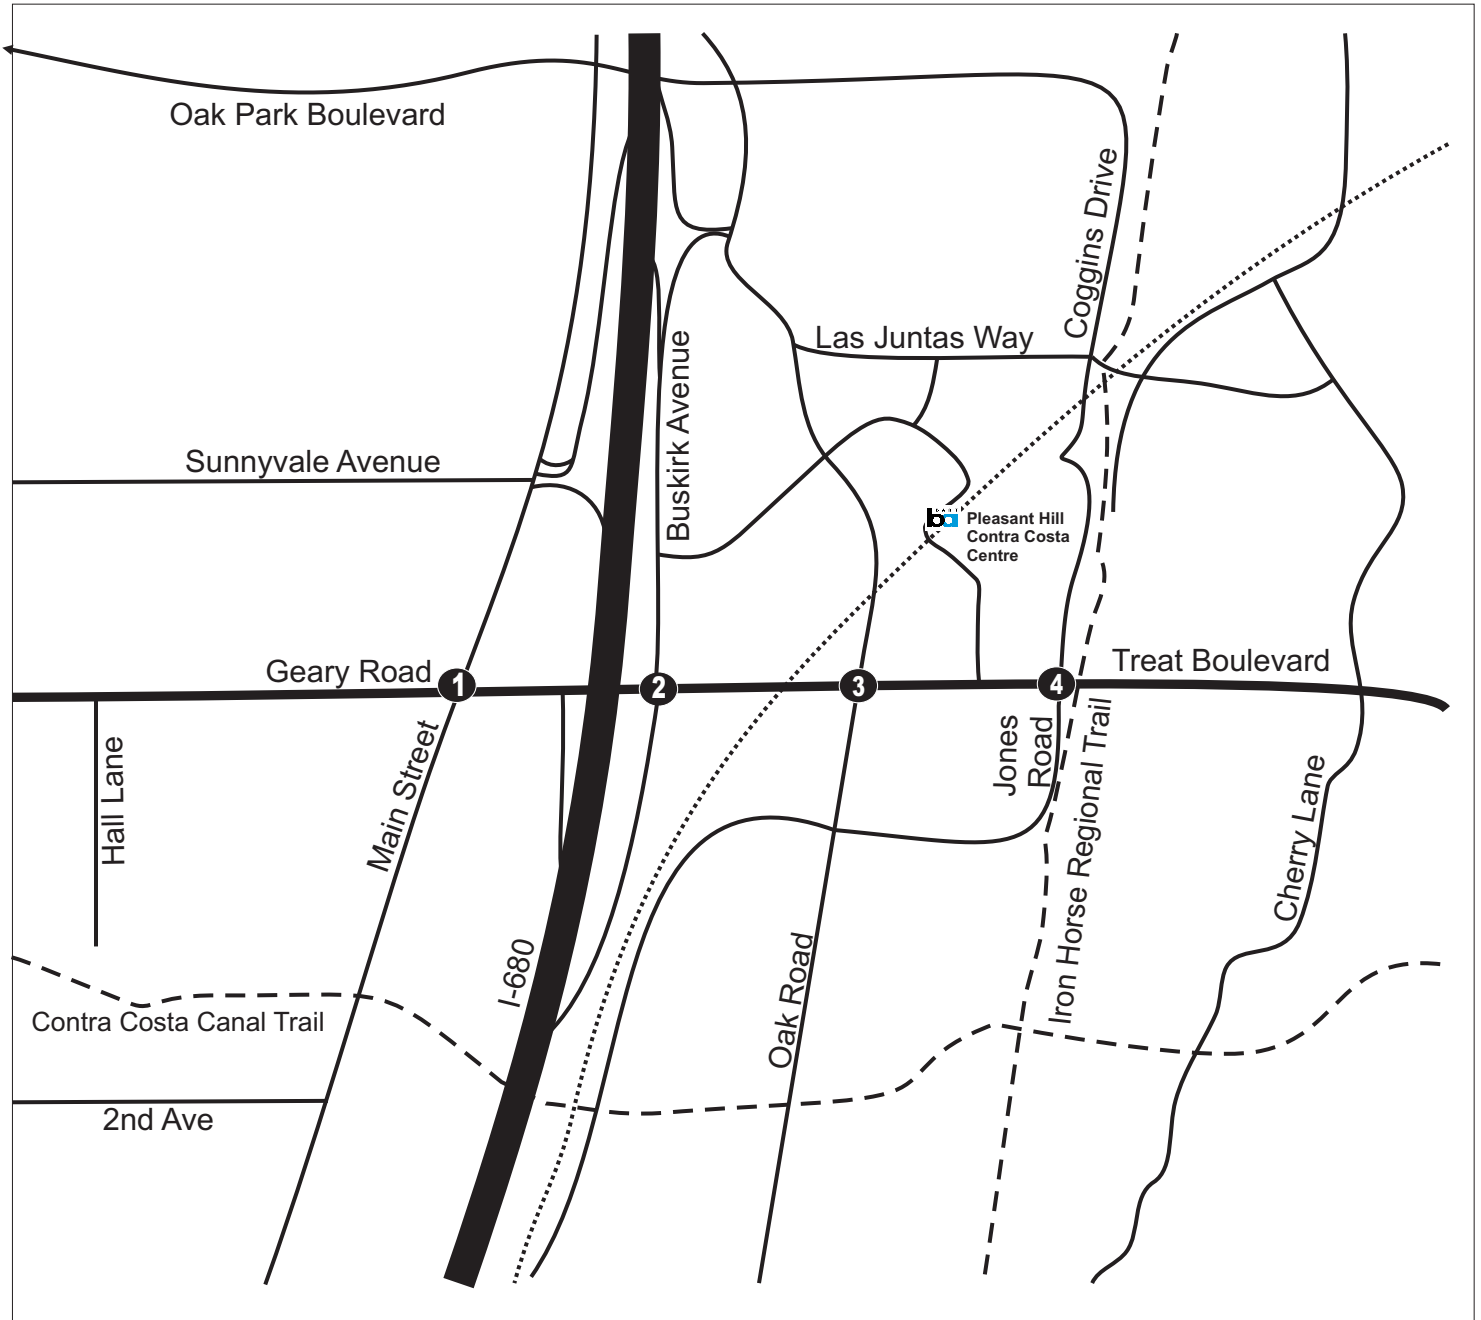 Oak Park Boulevard
Coggins Drive
Las Juntas Way
Buskirk Avenue
Sunnyvale Avenue
ba
Pleasant Hill
Contra Costa
Centre
Geary Road
1
2
3
4
Treat Boulevard
Hall Lane
Main Street
Jones
Road
Iron Horse Regional Trail
Cherry Lane
I-680
Oak Road
Contra Costa Canal Trail
2nd Ave